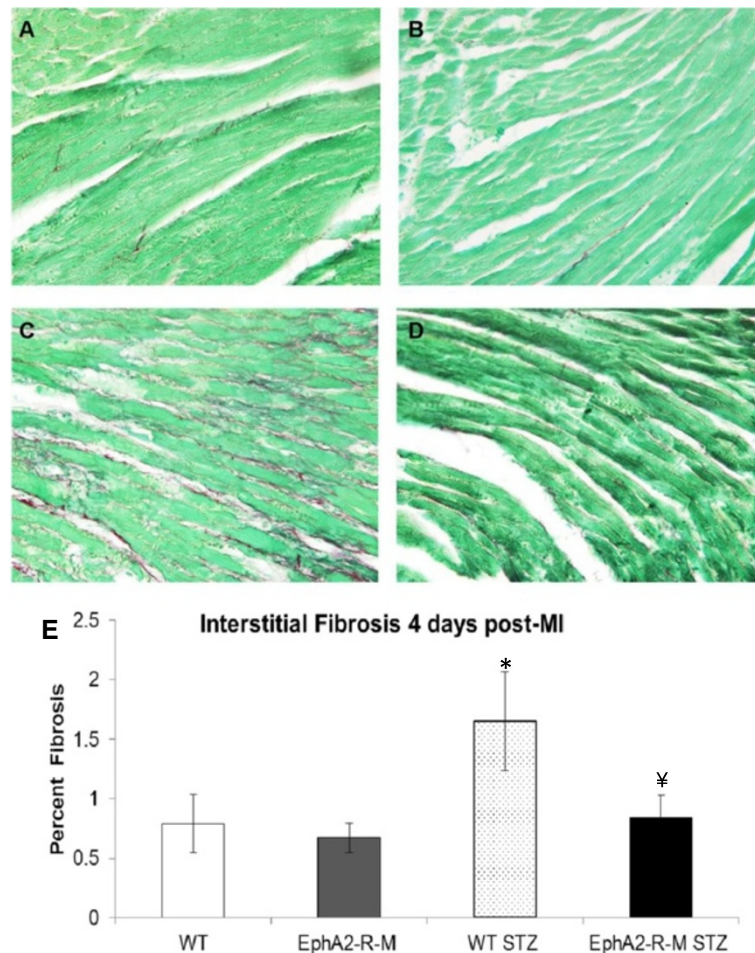 A
B
C
D
E
Interstitial Fibrosis 4 days post-MI
Percent Fibrosis
2.5
2
1.5
1
0.5
0
*
¥
WT
EphA2-R-M
WT STZ
EphA2-R-M STZ